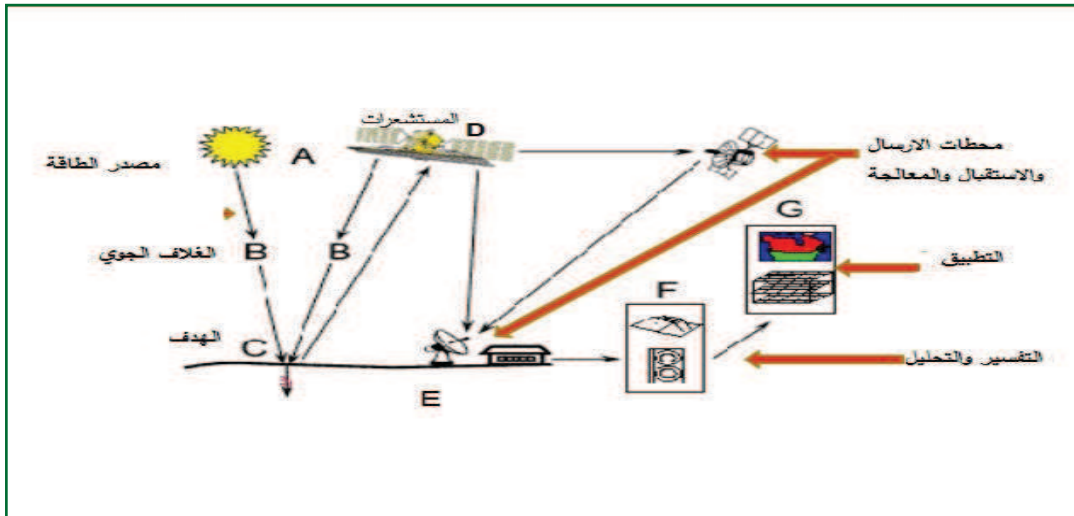 المستشعرات
D
A
مصدر الطاقة
محطات الارسال
والاستقبال والمعالجة
G
B
B
الغلاف الجوي
التطبيق
F
الهدف
C
التفسير والتحليل
E